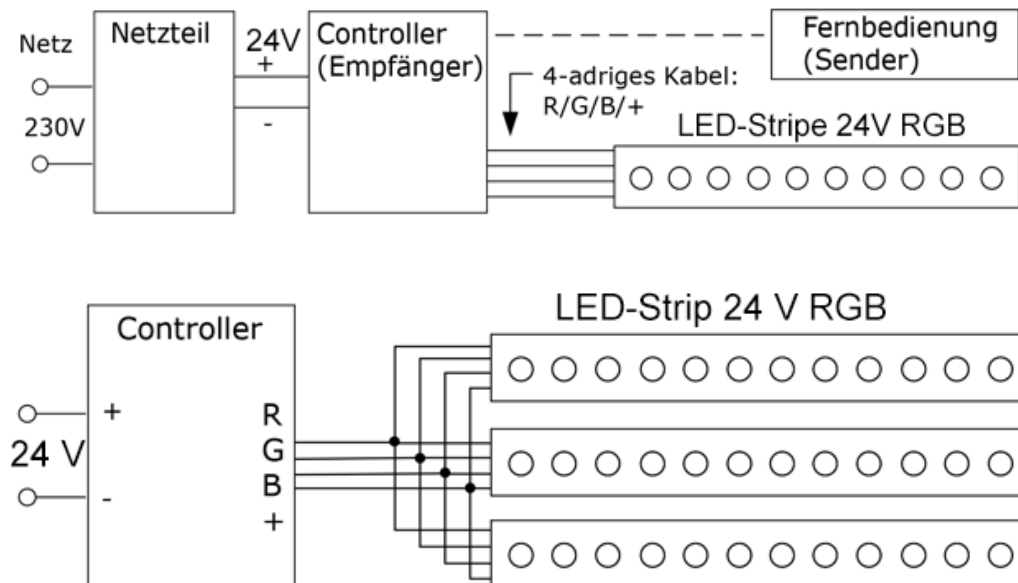 Netz
230V
Netzteil
24V
+
-
Controller
(Empfänger)
Fernbedienung
(Sender)
4-adriges Kabel:
R/G/B/+
LED-Stripe 24V RGB
LED-Strip 24 V RGB
Controller
+
24 V
-
R
G
B
+